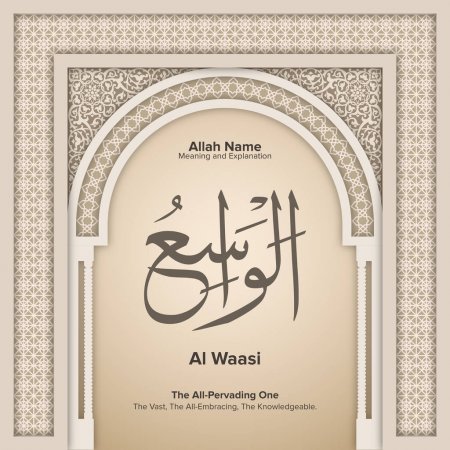 Allah Name
Meaning and Explanation
الْوَاسِعُ
Al Waasi
The All-Pervading One
The Vast, The All-Embracing, The Knowledgeable.